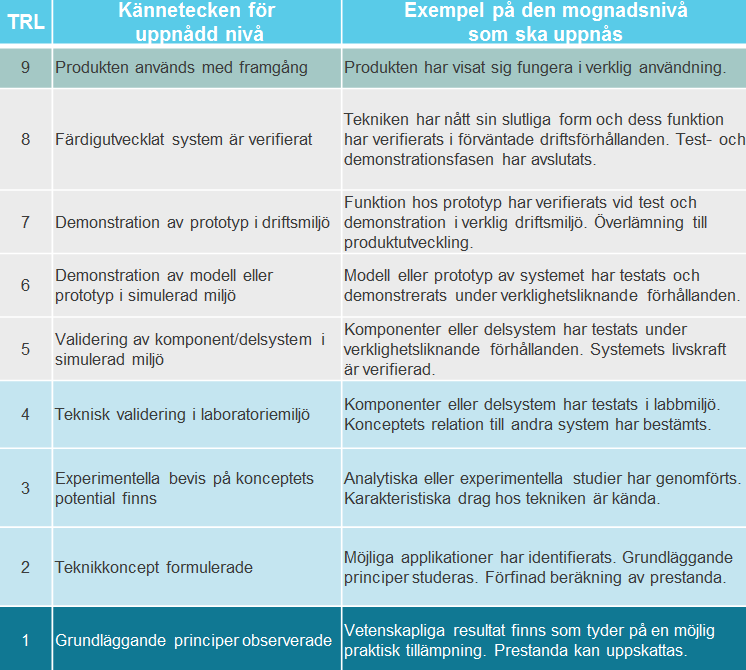 TRL
Kännetecken för
uppnådd nivå
Exempel på den mognadsnivå
som ska uppnås
9
Produkten används med framgång
Produkten har visat sig fungera i verklig användning.
8
Färdigutvecklat system är verifierat
Tekniken har nått sin slutliga form och dess funktion
har verifierats i förväntade driftsförhållanden. Test- och
demonstrationsfasen har avslutats.
7
Demonstration av prototyp i driftsmiljö
Funktion hos prototyp har verifierats vid test och
demonstration i verklig driftsmiljö. Överlämning till
produktutveckling.
6
Demonstration av modell eller
prototyp i simulerad miljö
Modell eller prototyp av systemet har testats och
demonstrerats under verklighetsliknande förhållanden.
5
Validering av komponent/delsystem i
simulerad miljö
Komponenter eller delsystem har testats under
verklighetsliknande förhållanden. Systemets livskraft
är verifierad.
4
Teknisk validering i laboratoriemiljö
Komponenter eller delsystem har testats i labbmiljö.
Konceptets relation till andra system har bestämts.
3
Experimentella bevis på konceptets
potential finns
Analytiska eller experimentella studier har genomförts.
Karakteristiska drag hos tekniken är kända.
2
Teknikkoncept formulerade
Möjliga applikationer har identifierats. Grundläggande
principer studeras. Förfinad beräkning av prestanda.
1
Grundläggande principer observerade
Vetenskapliga resultat finns som tyder på en möjlig
praktisk tillämpning. Prestanda kan uppskattas.